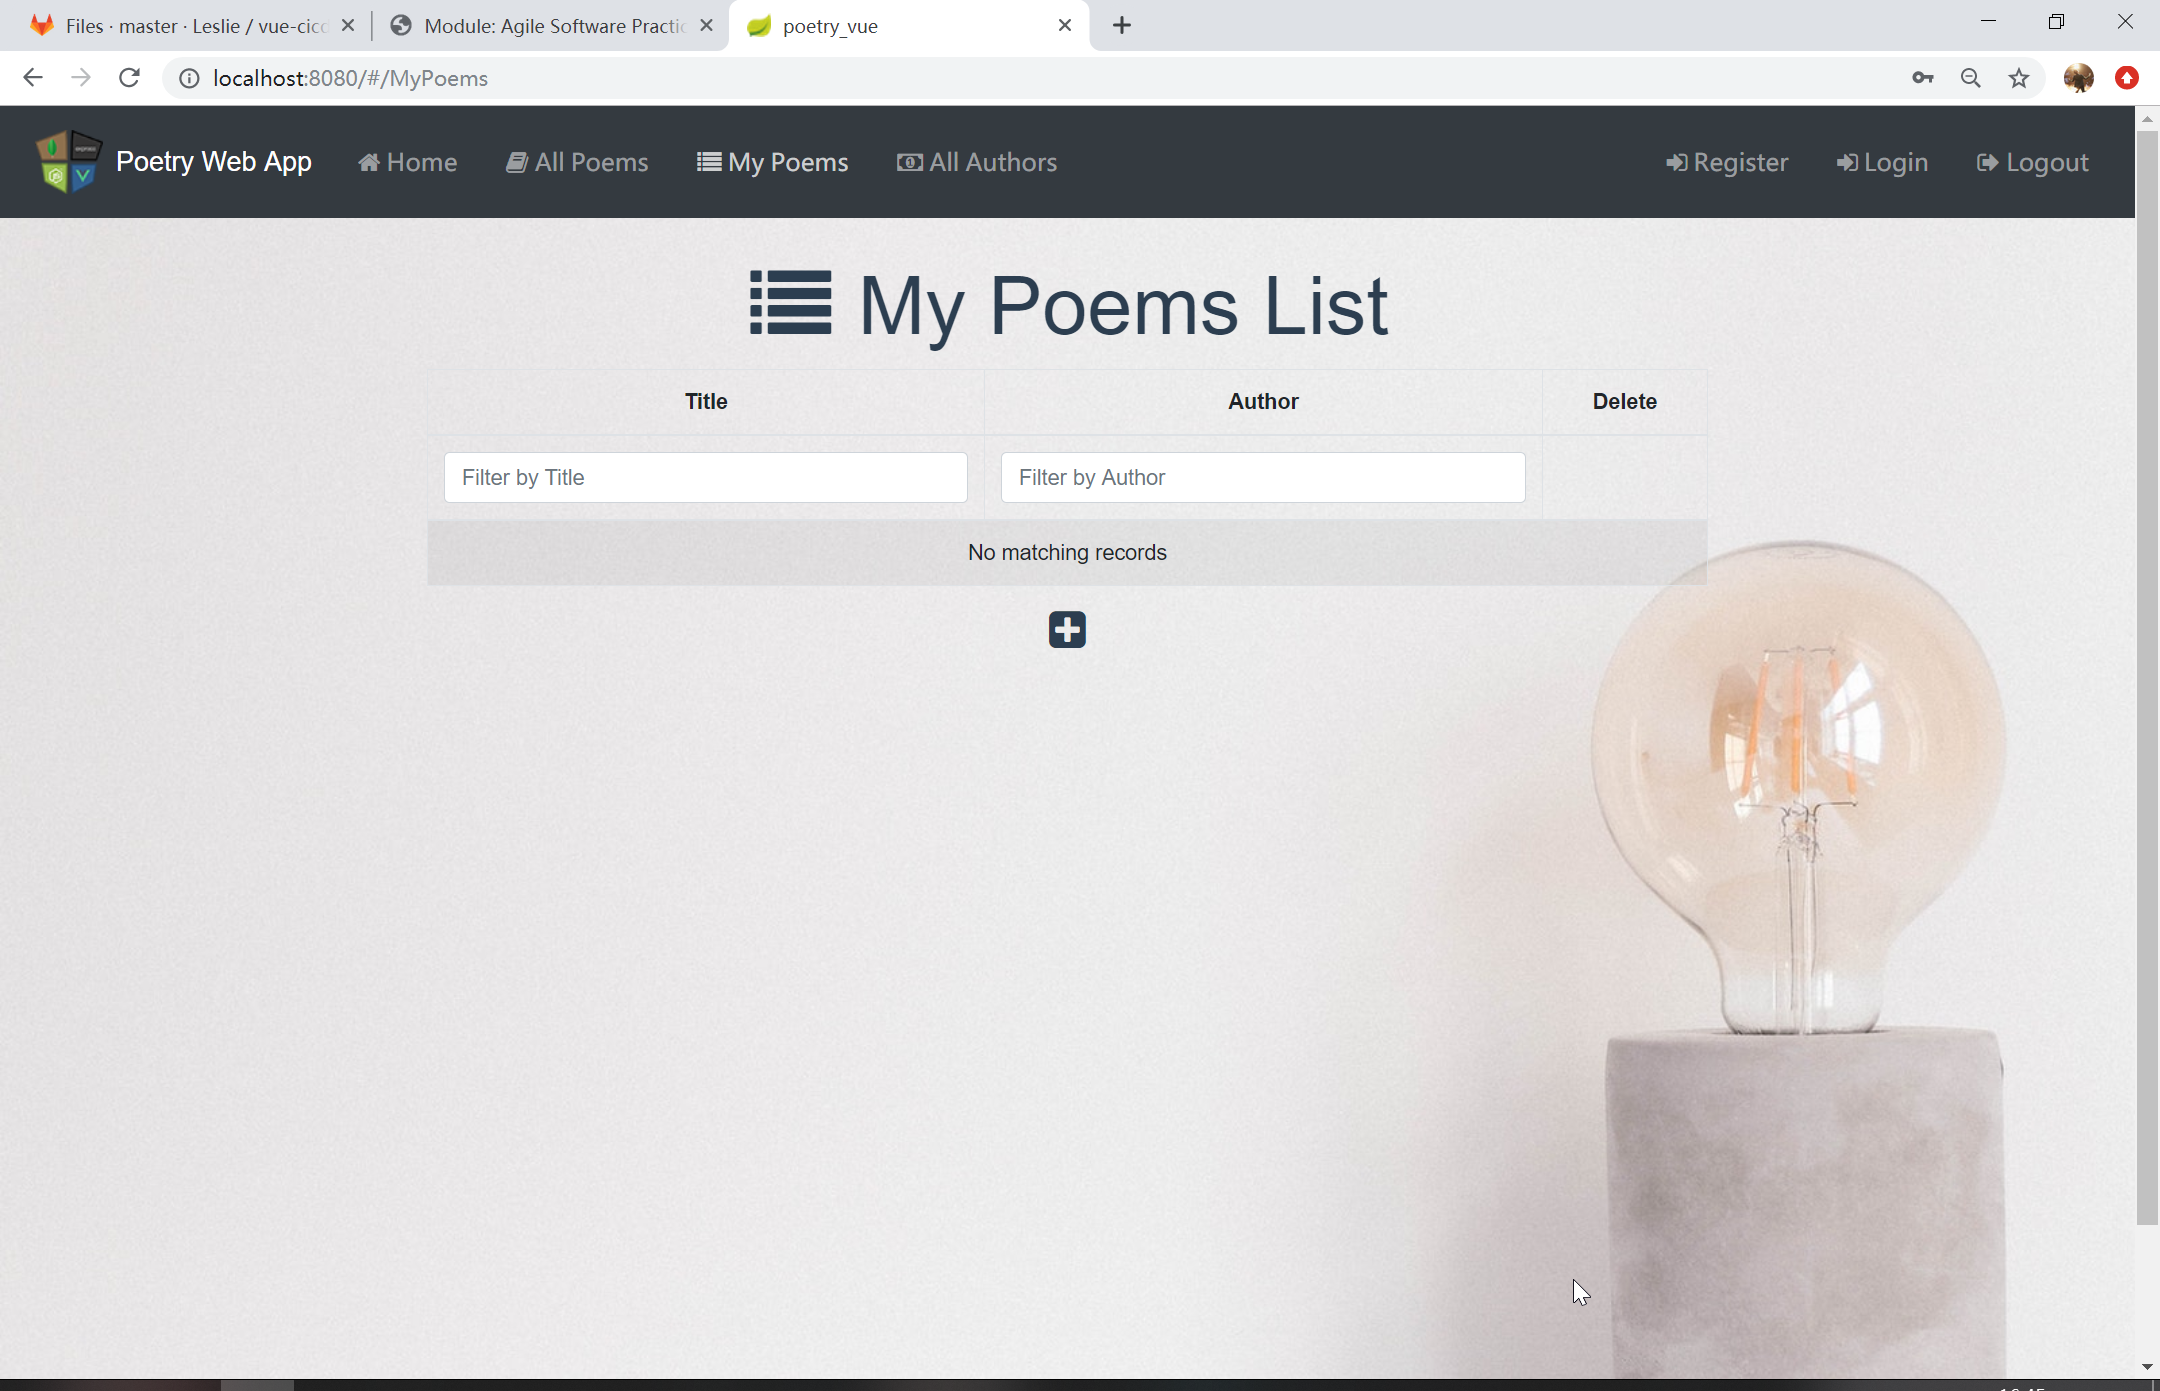 Files · master · Leslie / vue-cicd
Module: Agile Software Practic
poetry_vue
localhost:8080/#/MyPoems
Poetry Web App
Home
All Poems
My Poems
All Authors
Register
Login
Logout
My Poems List
Title Author Delete
Filter by Title Filter by Author
No matching records